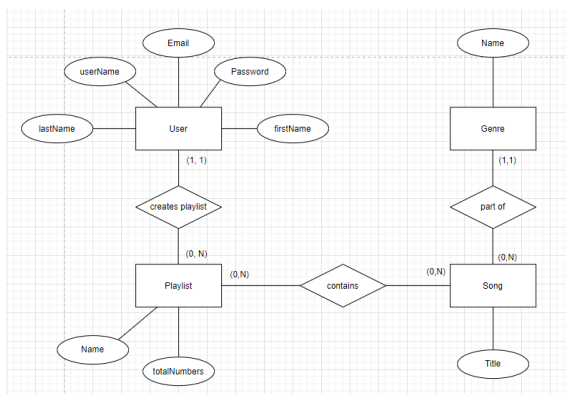 Email
Name
userName
Password
lastName
User
firstName
Genre
(1, 1)
(1,1)
creates playlist
part of
(0, N)
(0,N)
(0,N)
(0,N)
Playlist
contains
Song
Name
totalNumbers
Title